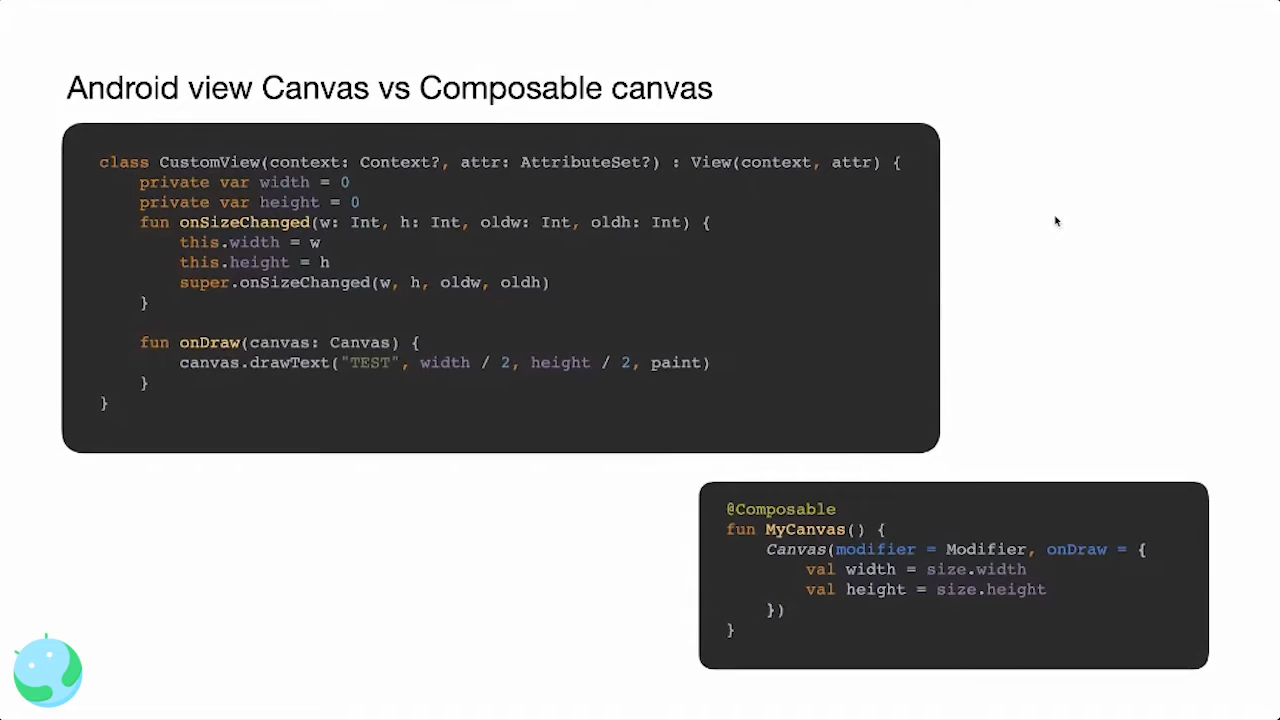 Android view Canvas vs Composable canvas
class CustomView(context: Context?, attr: AttributeSet?) : View(context, attr) {
    private var width = 0
    private var height = 0
    fun onSizeChanged(w: Int, h: Int, oldw: Int, oldh: Int) {
        this.width = w
        this.height = h
        super.onSizeChanged(w, h, oldw, oldh)
    }
    fun onDraw(canvas: Canvas) {
        canvas.drawText("TEST", width / 2, height / 2, paint)
    }
}
@Composable
fun MyCanvas() {
    Canvas(modifier = Modifier, onDraw = {
        val width = size.width
        val height = size.height
    })
}